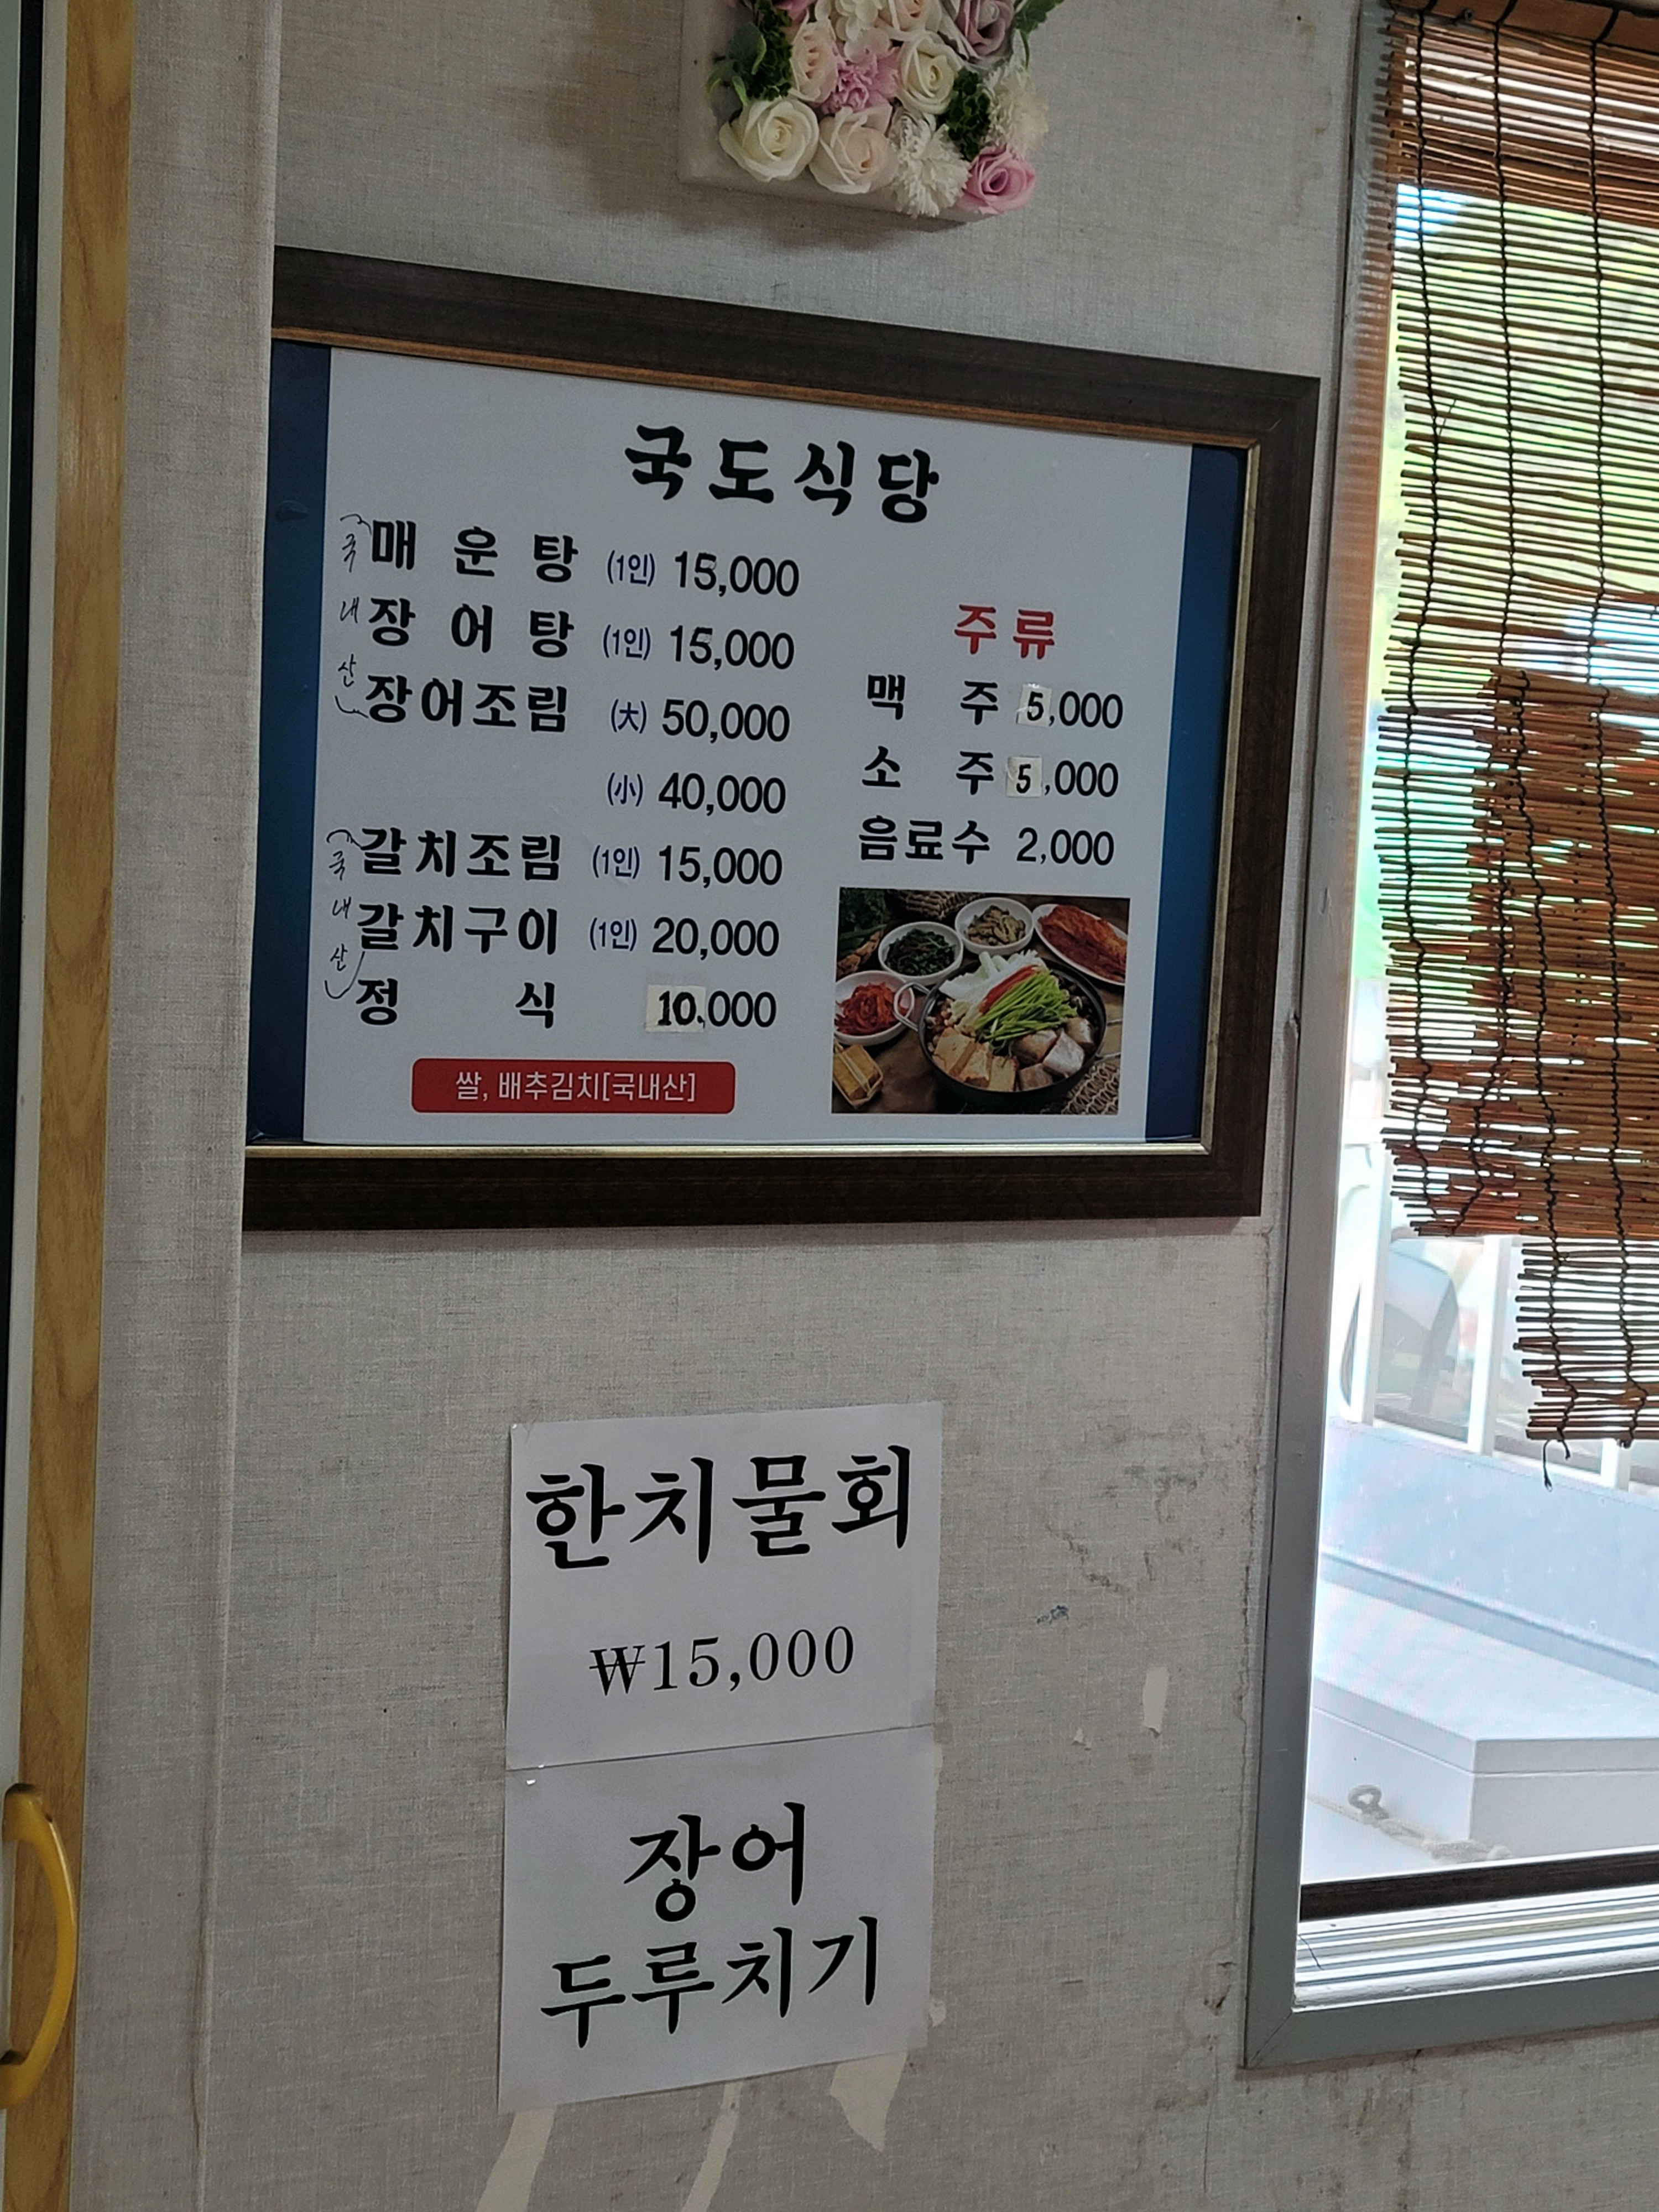 국도식당
국내산
매운탕 (1인) 15,000
장어탕 (1인) 15,000
장어조림 (大) 50,000
(小) 40,000
국내산
갈치조림 (1인) 15,000
갈치구이 (1인) 20,000
정식 10,000
쌀, 배추김치[국내산]
주류
맥주 5,000
소주 5,000
음료수 2,000
한치물회
₩15,000
장어
두루치기